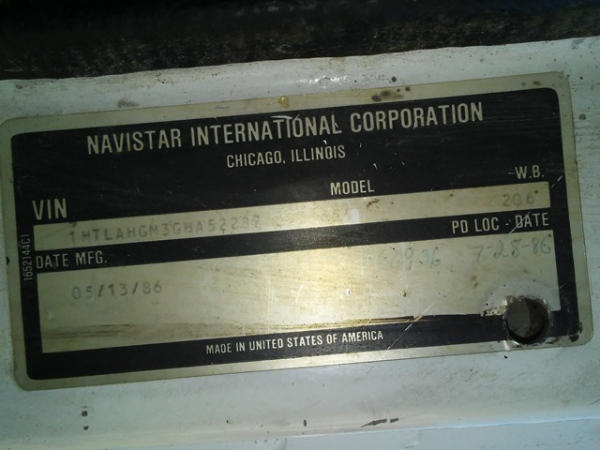 NAVISTAR INTERNATIONAL CORPORATION
CHICAGO, ILLINOIS
VIN MODEL W.B.
206
DATE MFG. PD LOC - DATE
05/13/86 7-28-86
MADE IN UNITED STATES OF AMERICA
1652144C1